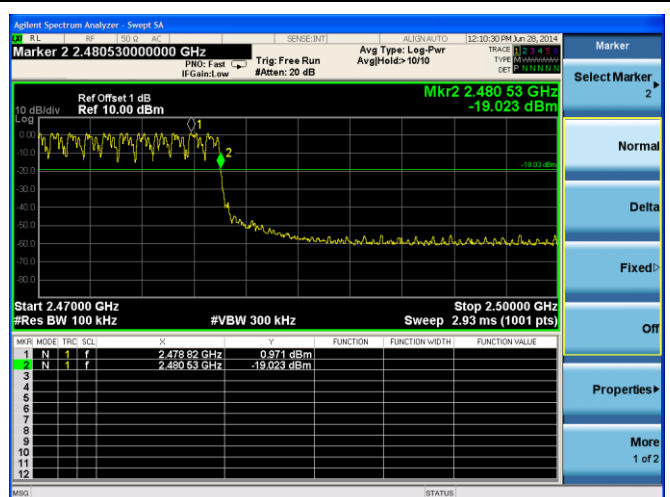 Agilent Spectrum Analyzer - Swept SA
LXI RL RF 50 Ω AC SENSE:INT ALIGN AUTO 12:10:30 PM Jun 28, 2014
Marker 2 2.480530000000 GHz
PNO: Fast Trig: Free Run
IFGain:Low #Atten: 20 dB
Avg Type: Log-Pwr
Avg|Hold:>10/10
TRACE 1 2 3 4 5 6
TYPE M
DET P N N N N N
Mkr2 2.480 53 GHz
-19.023 dBm
Ref Offset 1 dB
10 dB/div Ref 10.00 dBm
Log
0.00
-10.0
-20.0
-30.0
-40.0
-50.0
-60.0
-70.0
-80.0
1
2
-19.03 dBm
Start 2.47000 GHz Stop 2.50000 GHz
#Res BW 100 kHz #VBW 300 kHz Sweep 2.93 ms (1001 pts)
MKR MODE TRC SCL X Y FUNCTION FUNCTION WIDTH FUNCTION VALUE
1 N 1 f 2.478 82 GHz 0.971 dBm
2 N 1 f 2.480 53 GHz -19.023 dBm
3
4
5
6
7
8
9
10
11
12
MSG STATUS
Marker
Select Marker
2
Normal
Delta
Fixed
Off
Properties
More
1 of 2